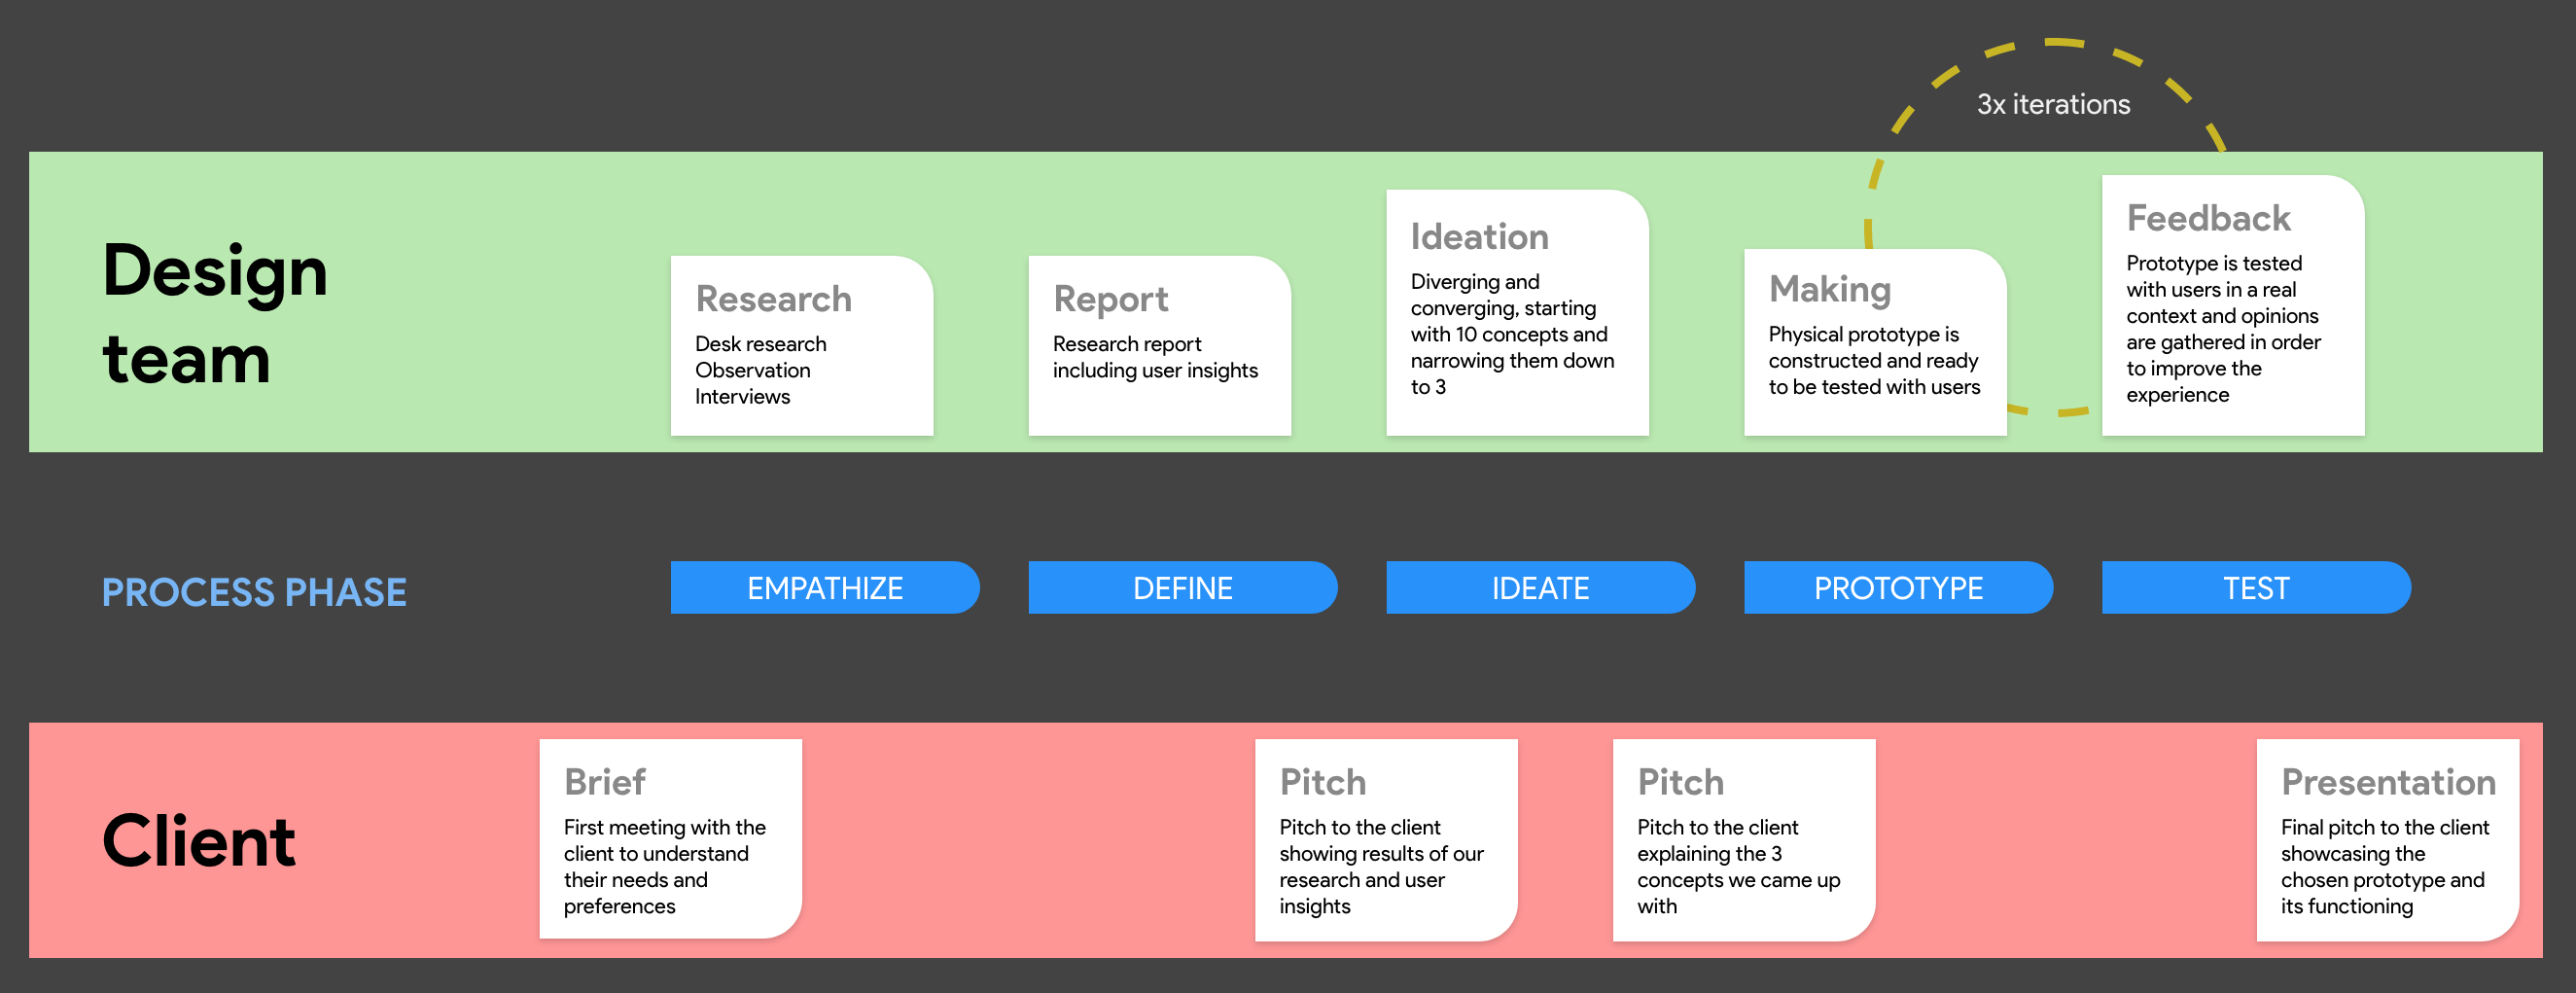 3x iterations
Design
team
Research
Desk research
Observation
Interviews
Report
Research report
including user insights
Ideation
Diverging and
converging, starting
with 10 concepts and
narrowing them down
to 3
Making
Physical prototype is
constructed and ready
to be tested with users
Feedback
Prototype is tested
with users in a real
context and opinions
are gathered in order
to improve the
experience
PROCESS PHASE
EMPATHIZE
DEFINE
IDEATE
PROTOTYPE
TEST
Client
Brief
First meeting with the
client to understand
their needs and
preferences
Pitch
Pitch to the client
showing results of our
research and user
insights
Pitch
Pitch to the client
explaining the 3
concepts we came up
with
Presentation
Final pitch to the client
showcasing the
chosen prototype and
its functioning